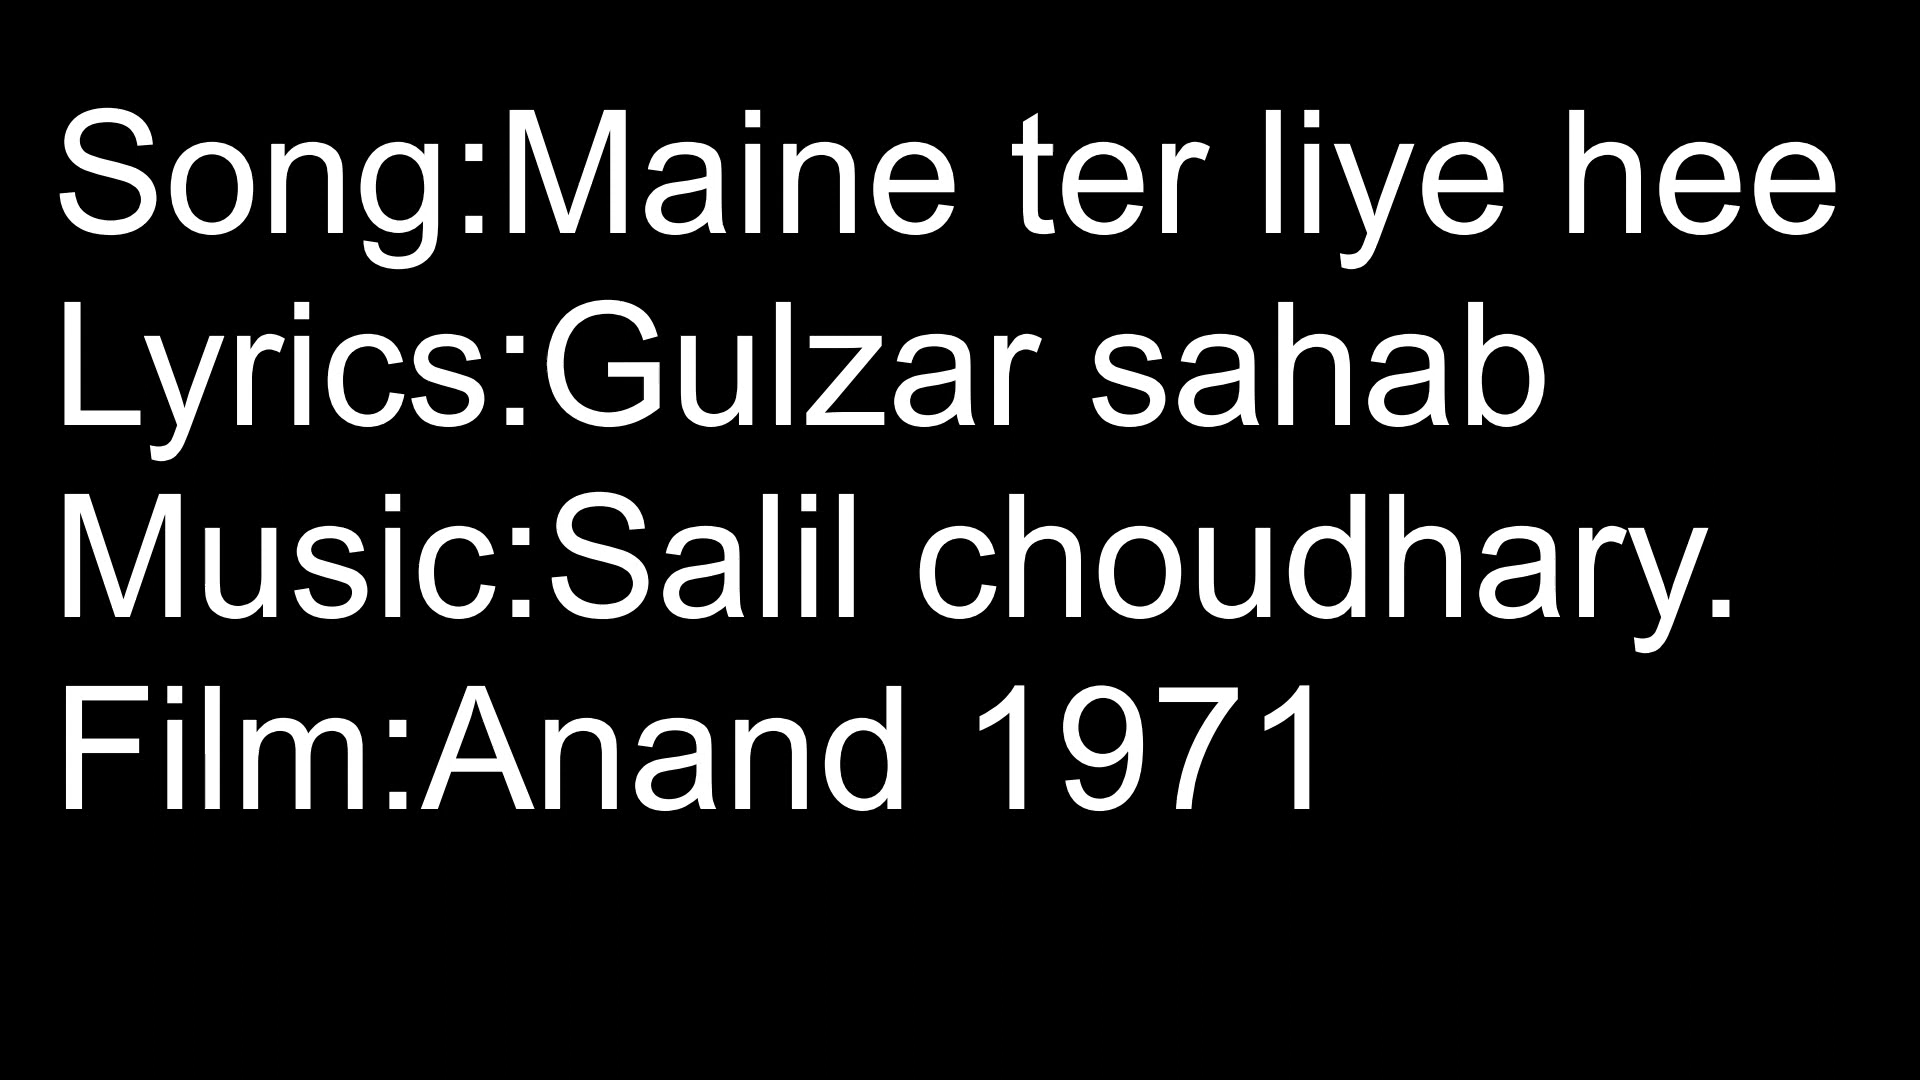 Song:Maine ter liye hee
Lyrics:Gulzar sahab
Music:Salil choudhary.
Film:Anand 1971